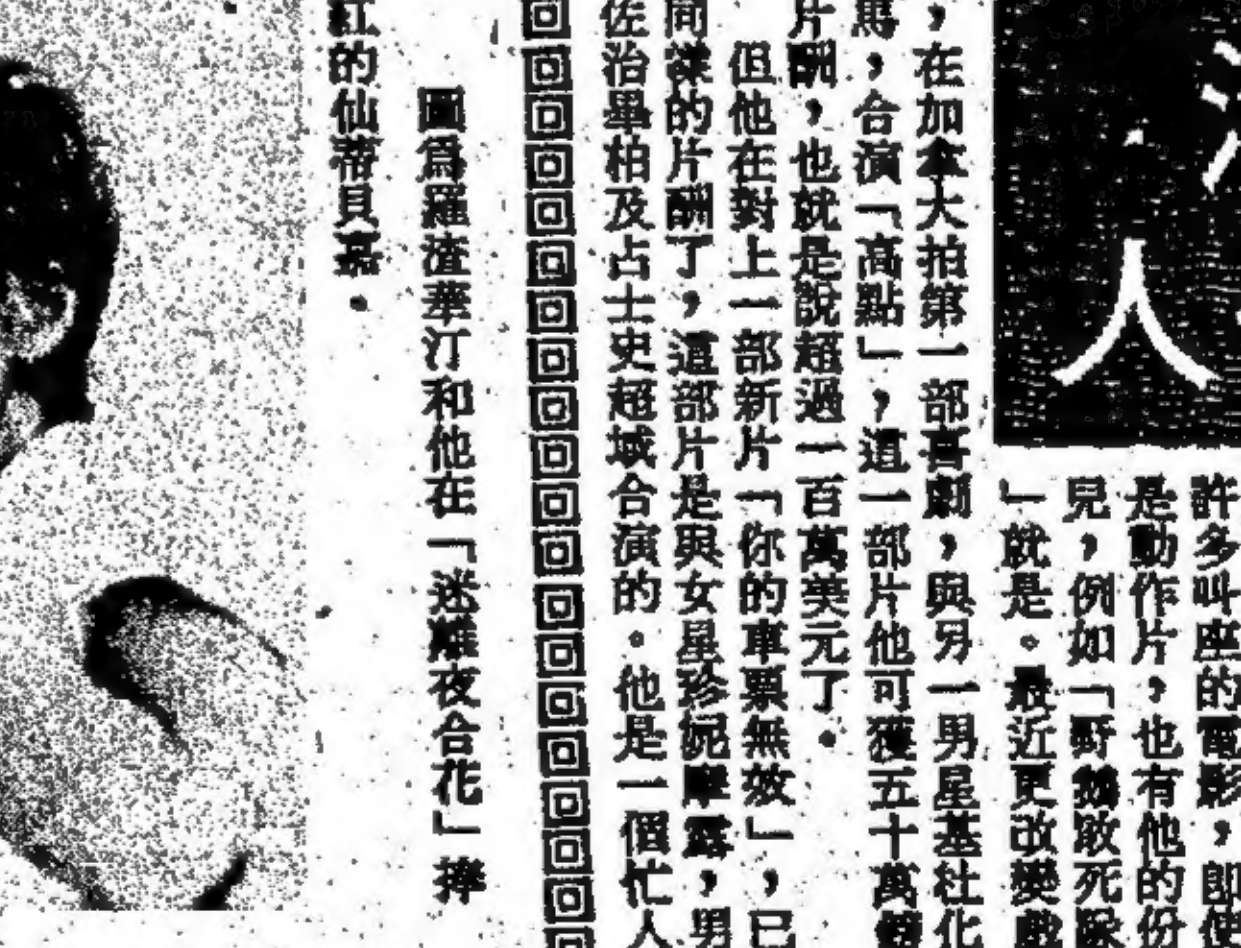 人
許多叫座的電影，即使
是動作片，也有他的份
兒，例如「野鵝敢死隊
」就是。最近更改變戲
，在加拿大拍第一部喜劇，與另一男星基杜化
馬，合演「高點」，這一部片他可獲五十萬
片酬，也就是說超過一百萬美元了。
但他在對上一部新片「你的車票無效」，已
同樣的片酬了，這部片是與女星珍妮摩露，男
佐治畢柏及占士史超域合演的。他是一個忙人
圖爲羅渣華汀和他在「迷離夜合花」捧
紅的仙蒂貝